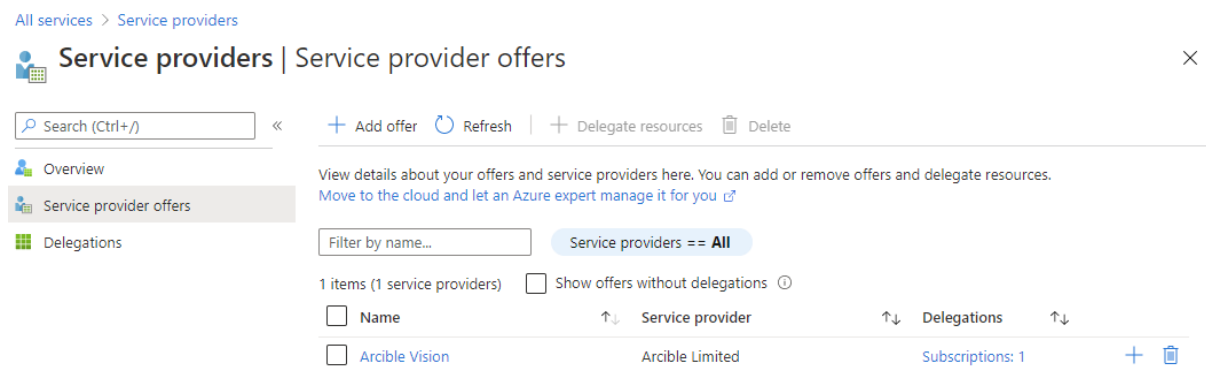 All services > Service providers
Service providers | Service provider offers
Search (Ctrl+/)
«
Add offer Refresh Delegate resources Delete
Overview
Service provider offers
Delegations
View details about your offers and service providers here. You can add or remove offers and delegate resources.
Move to the cloud and let an Azure expert manage it for you
Filter by name...
Service providers == All
1 items (1 service providers) Show offers without delegations
Name Service provider Delegations
Arcible Vision Arcible Limited Subscriptions: 1